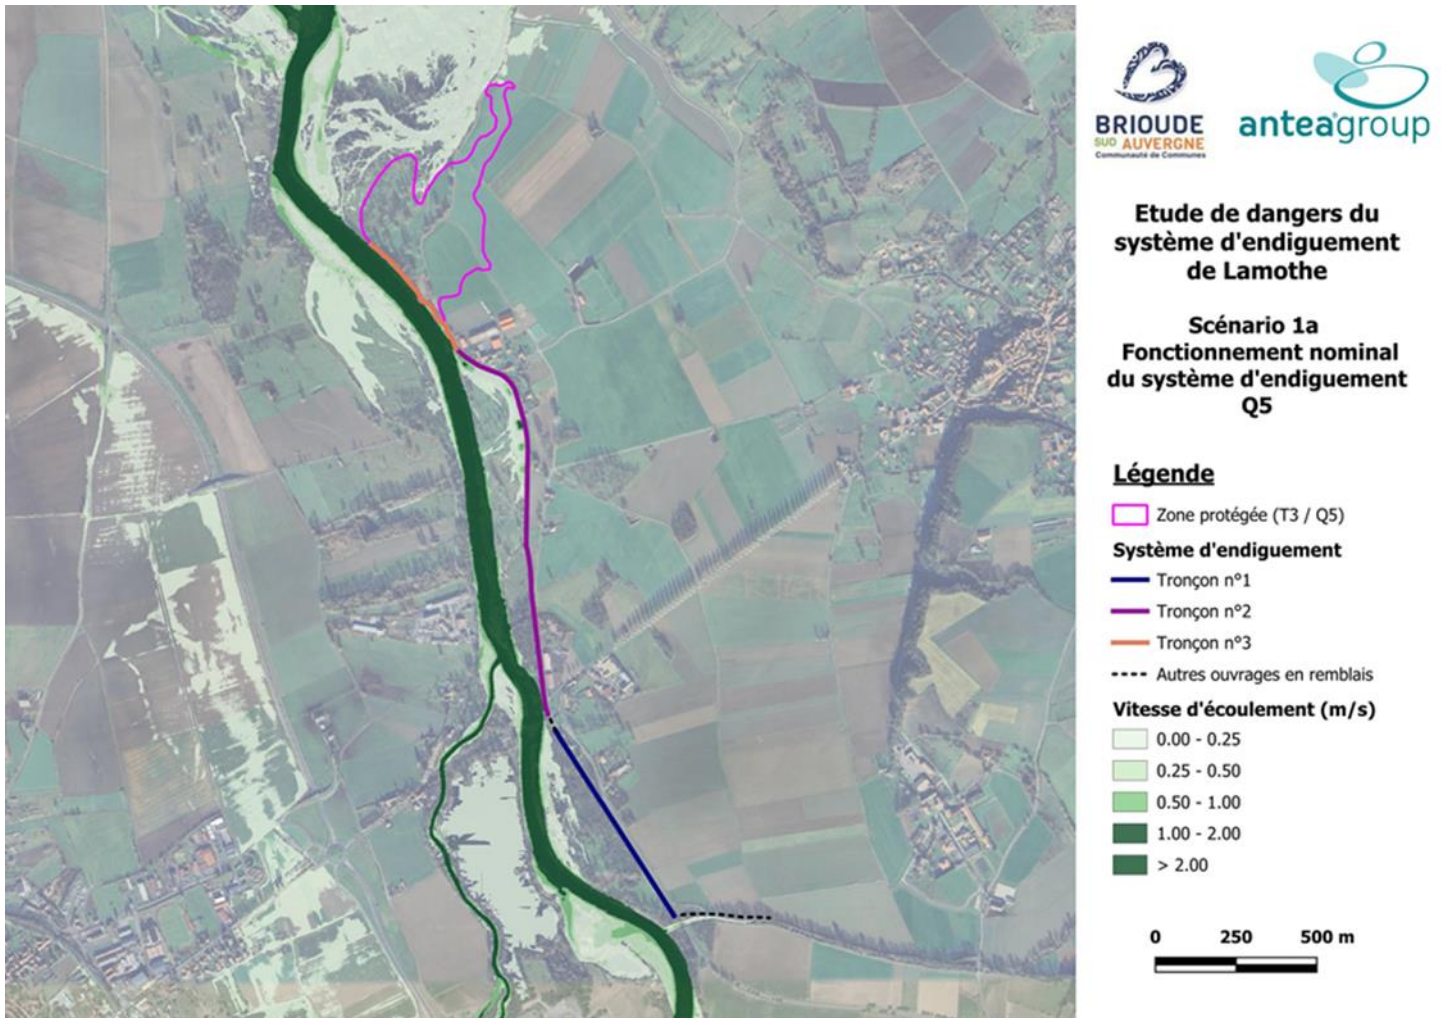 BRIOUDE
SUD AUVERGNE
Communauté de Communes
anteagroup
Etude de dangers du
système d'endiguement
de Lamothe
Scénario 1a
Fonctionnement nominal
du système d'endiguement
Q5
Légende
Zone protégée (T3 / Q5)
Système d'endiguement
Tronçon n°1
Tronçon n°2
Tronçon n°3
Autres ouvrages en remblais
Vitesse d'écoulement (m/s)
0.00 - 0.25
0.25 - 0.50
0.50 - 1.00
1.00 - 2.00
> 2.00
0 250 500 m